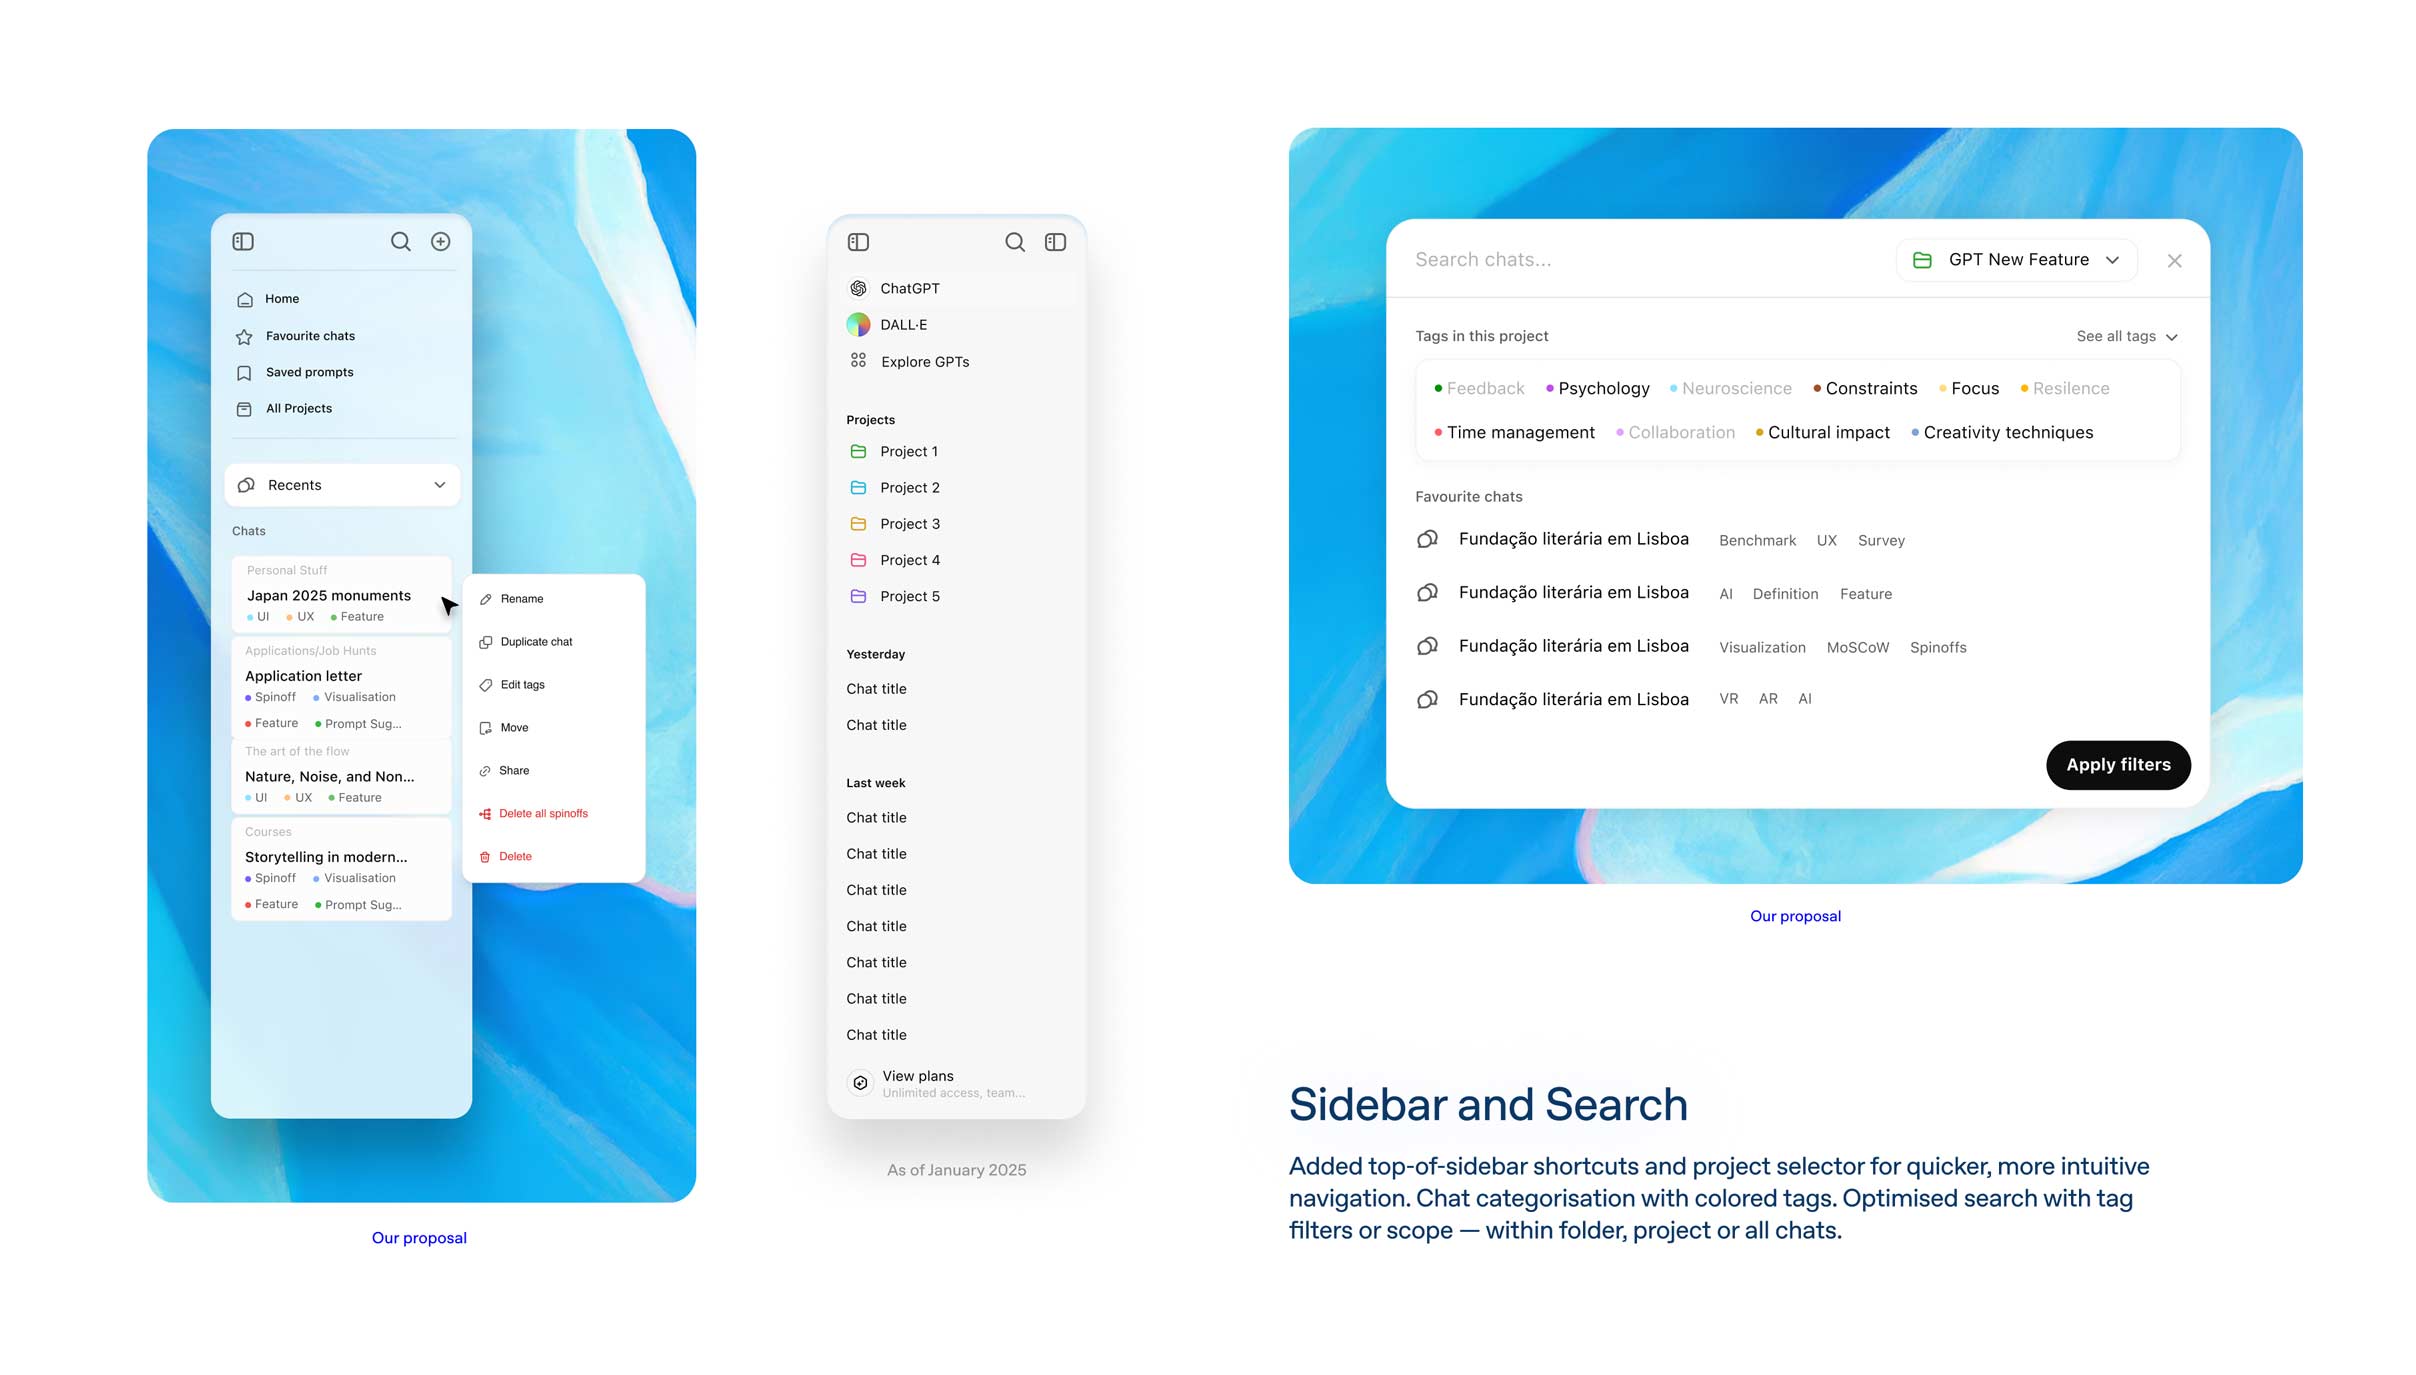 Home
Favourite chats
Saved prompts
All Projects
Recents
Chats
Personal Stuff
Japan 2025 monuments
UI UX Feature
Applications/Job Hunts
Application letter
Spinoff Visualisation
Feature Prompt Sug...
The art of the flow
Nature, Noise, and Non...
UI UX Feature
Courses
Storytelling in modern...
Spinoff Visualisation
Feature Prompt Sug...
Rename
Duplicate chat
Edit tags
Move
Share
Delete all spinoffs
Delete
Our proposal
ChatGPT
DALL·E
Explore GPTs
Projects
Project 1
Project 2
Project 3
Project 4
Project 5
Yesterday
Chat title
Chat title
Last week
Chat title
Chat title
Chat title
Chat title
Chat title
Chat title
Chat title
View plans
Unlimited access, team...
As of January 2025
Search chats... GPT New Feature
Tags in this project See all tags
Feedback Psychology Neuroscience Constraints Focus Resilence
Time management Collaboration Cultural impact Creativity techniques
Favourite chats
Fundação literária em Lisboa Benchmark UX Survey
Fundação literária em Lisboa AI Definition Feature
Fundação literária em Lisboa Visualization MoSCoW Spinoffs
Fundação literária em Lisboa VR AR AI
Apply filters
Our proposal
Sidebar and Search
Added top-of-sidebar shortcuts and project selector for quicker, more intuitive
navigation. Chat categorisation with colored tags. Optimised search with tag
filters or scope — within folder, project or all chats.